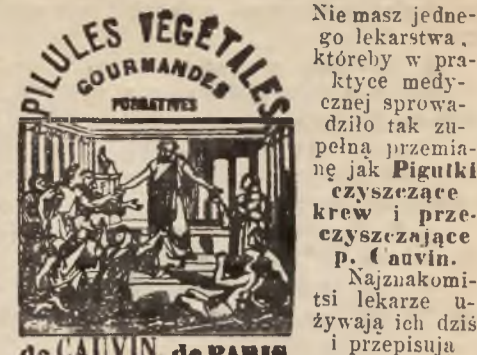 PILULES VÉGÉTALES
GOURMANDES
PURGATIVES
de CAUVIN de PARIS
Nie masz jedne-
go lekarstwa,
któreby w pra-
ktyce medy-
cznej sprowa-
dziło tak zu-
pełną przemia-
nę jak Pigułki
czyszczące
krew i prze-
czyszczające
p. Cauvin.
Najznakomi-
tsi lekarze u-
żywają ich dziś
i przepisują